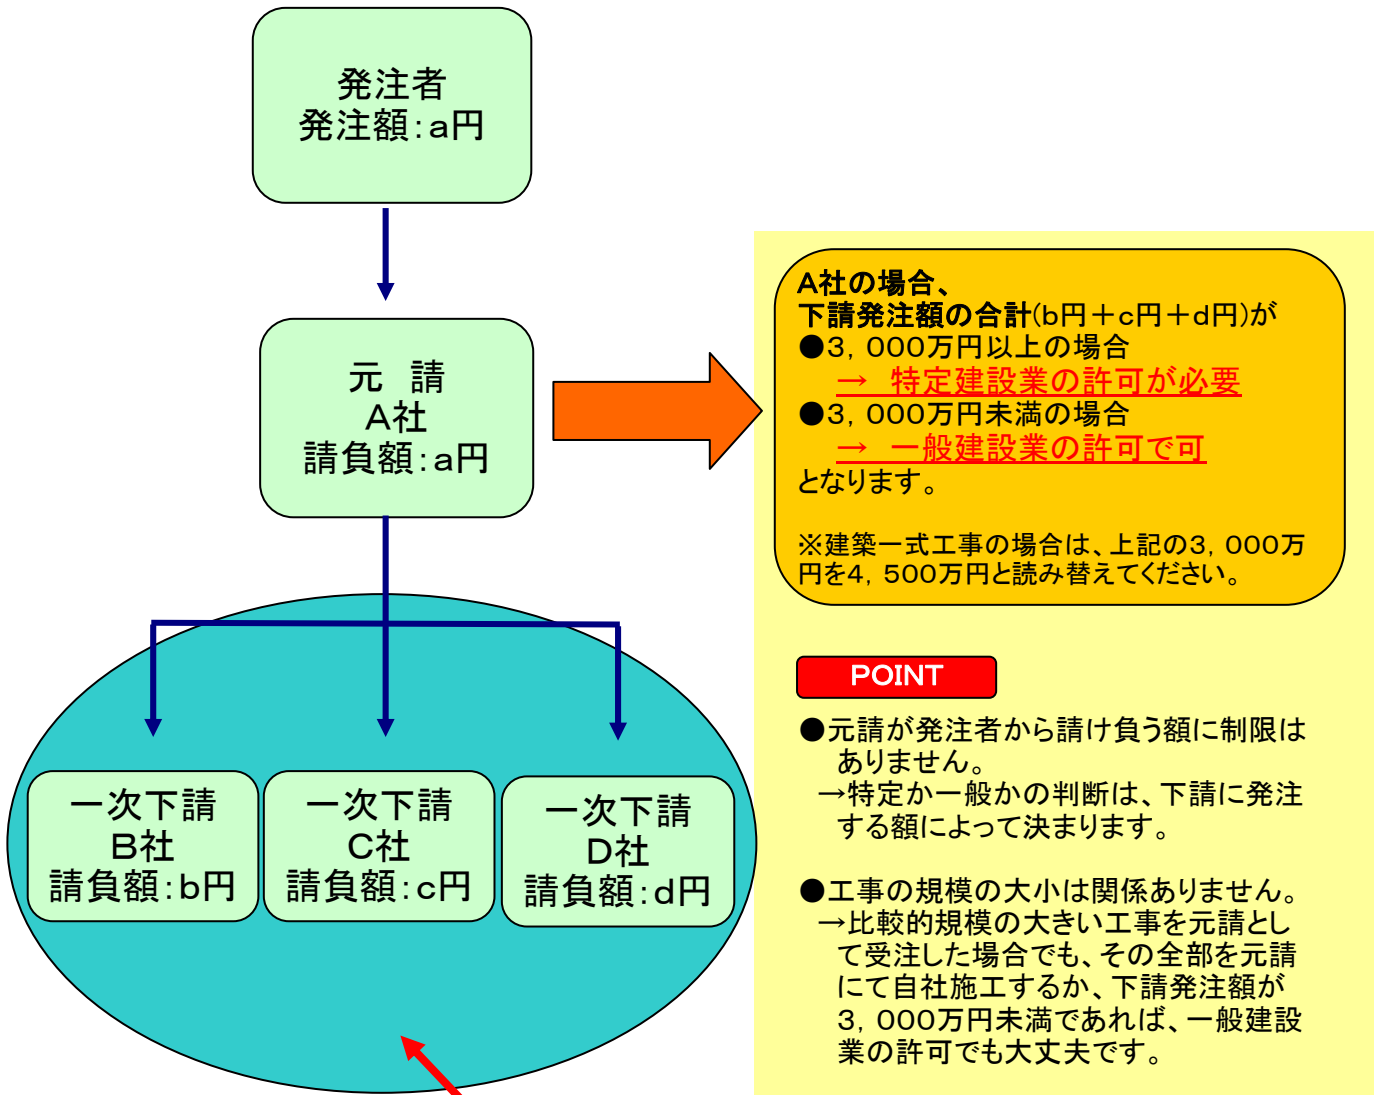 発注者
発注額：a円
元　請
A社
請負額：a円
A社の場合、
下請発注額の合計(b円＋c円＋d円)が
●3，000万円以上の場合
→　特定建設業の許可が必要
●3，000万円未満の場合
→　一般建設業の許可で可
となります。
※建築一式工事の場合は、上記の3，000万
円を4，500万円と読み替えてください。
一次下請
B社
請負額：b円
一次下請
C社
請負額：c円
一次下請
D社
請負額：d円
POINT
●元請が発注者から請け負う額に制限は
ありません。
→特定か一般かの判断は、下請に発注
する額によって決まります。
●工事の規模の大小は関係ありません。
→比較的規模の大きい工事を元請とし
て受注した場合でも、その全部を元請
にて自社施工するか、下請発注額が
3，000万円未満であれば、一般建設
業の許可でも大丈夫です。